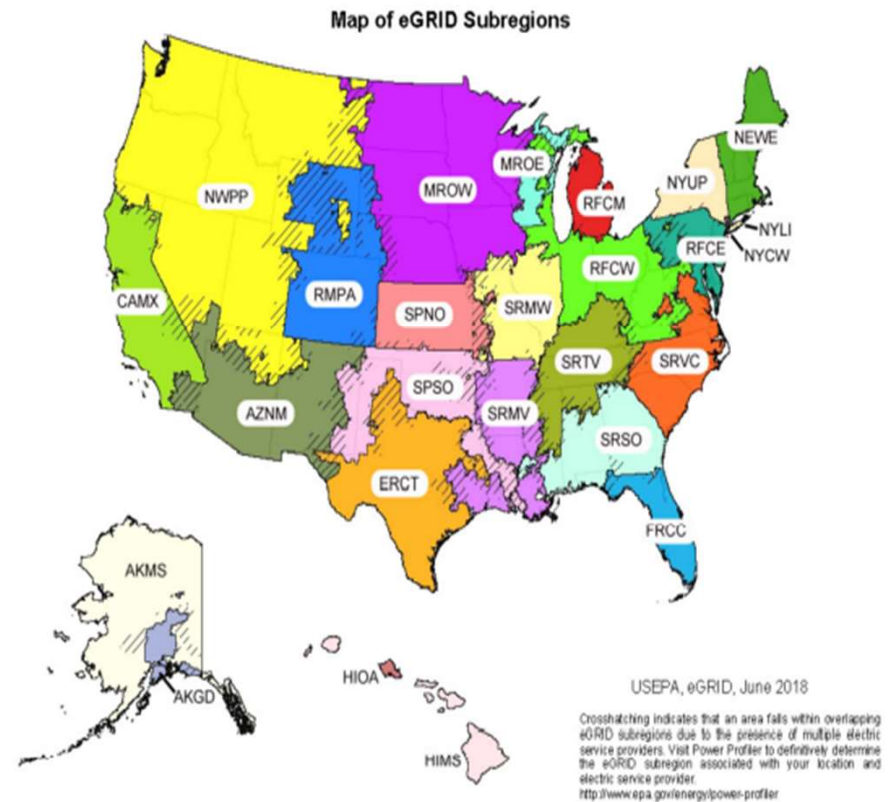 Map of eGRID Subregions
NEWE
MROE
NYUP
NWPP
MROW
RFCM
NYLI
RFCE
NYCW
RFCW
CAMX
RMPA
SPNO
SRMW
SRTV
SRVC
SPSO
AZNM
SRMV
SRSO
ERCT
FRCC
AKMS
HIOA
AKGD
USEPA, eGRID, June 2018
HIMS
Crosshatching indicates that an area falls within overlapping
eGRID subregions due to the presence of multiple electric
service providers. Visit Power Profiler to definitively determine
the eGRID subregion associated with your location and
electric service provider.
http://www.epa.gov/energy/power-profiler